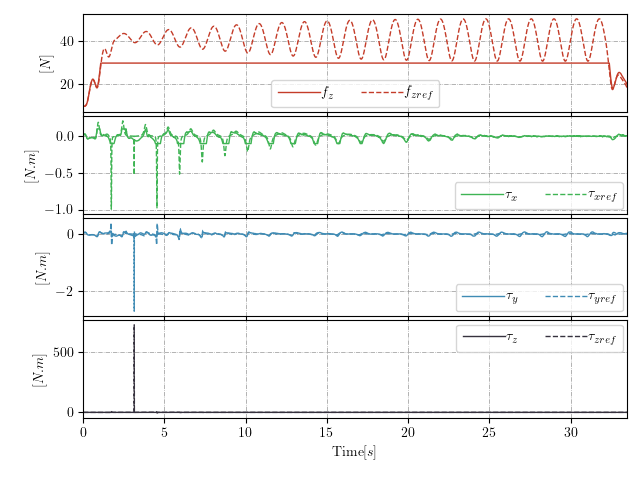 40
20
[N]
f_z f_zref
0.0
−0.5
−1.0
[N.m]
τ_x τ_xref
0
−2
[N.m]
τ_y τ_yref
500
0
[N.m]
τ_z τ_zref
0 5 10 15 20 25 30
Time[s]